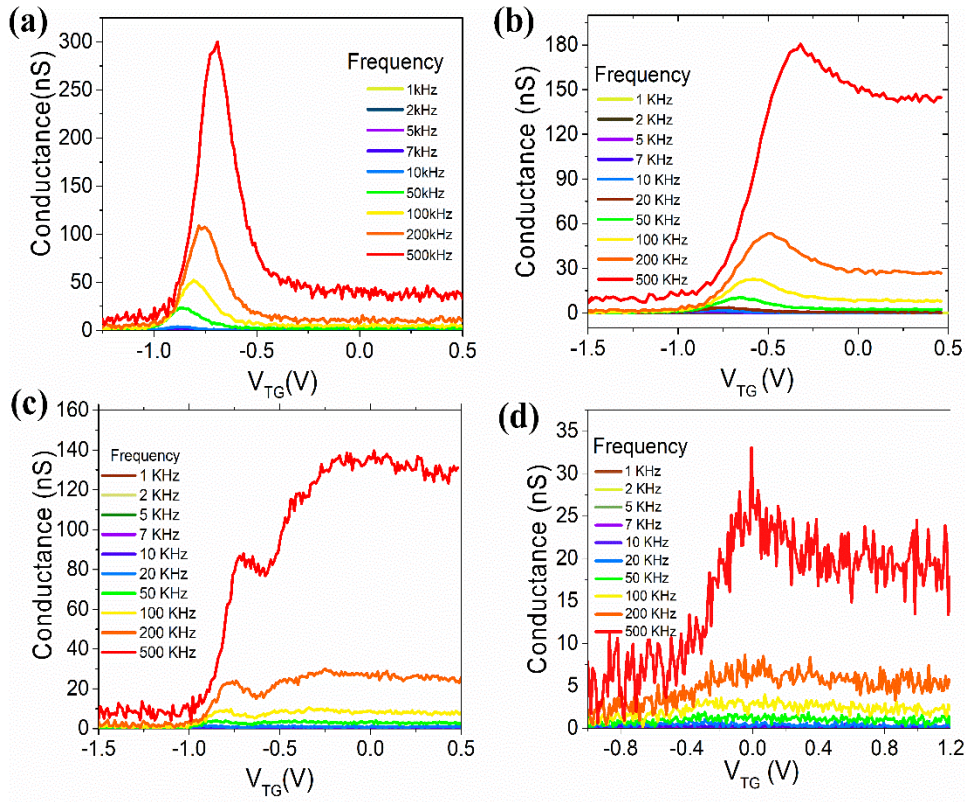 (a)
Conductance(nS)
300
250
200
150
100
50
0
Frequency
1kHz
2kHz
5kHz
7kHz
10kHz
50kHz
100kHz
200kHz
500kHz
-1.0 -0.5 0.0 0.5
VTG(V)
(b)
Conductance (nS)
180
150
120
90
60
30
0
Frequency
1 KHz
2 KHz
5 KHz
7 KHz
10 KHz
20 KHz
50 KHz
100 KHz
200 KHz
500 KHz
-1.5 -1.0 -0.5 0.0 0.5
VTG(V)
(c)
Conductance (nS)
160
140
120
100
80
60
40
20
0
Frequency
1 KHz
2 KHz
5 KHz
7 KHz
10 KHz
20 KHz
50 KHz
100 KHz
200 KHz
500 KHz
-1.5 -1.0 -0.5 0.0 0.5
VTG(V)
(d)
Conductance (nS)
35
30
25
20
15
10
5
0
Frequency
1 KHz
2 KHz
5 KHz
7 KHz
10 KHz
20 KHz
50 KHz
100 KHz
200 KHz
500 KHz
-0.8 -0.4 0.0 0.4 0.8 1.2
VTG (V)